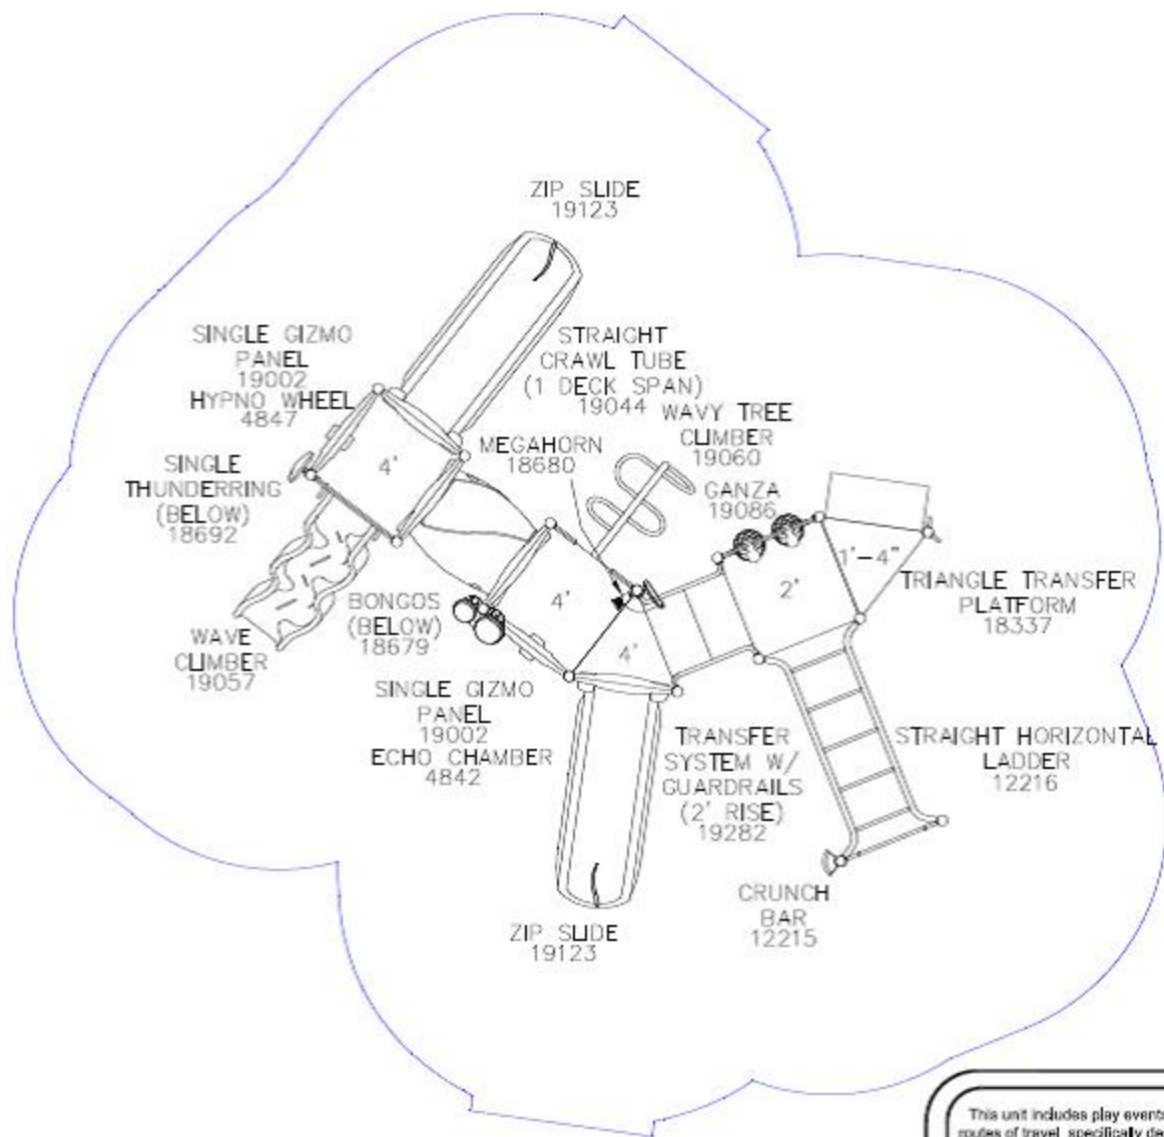 ZIP SLIDE
19123
SINGLE GIZMO
PANEL
19002
HYPNO WHEEL
4847
STRAIGHT
CRAWL TUBE
(1 DECK SPAN)
19044
WAVY TREE
CLIMBER
19060
MEGAHORN
18680
SINGLE
THUNDERRING
(BELOW)
18692
GANZA
19086
4'
4'
4'
2'
1'-4"
TRIANGLE TRANSFER
PLATFORM
18337
BONGOS
(BELOW)
18679
WAVE
CLIMBER
19057
SINGLE GIZMO
PANEL
19002
ECHO CHAMBER
4842
TRANSFER
SYSTEM W/
GUARDRAILS
(2' RISE)
19282
STRAIGHT HORIZONTAL
LADDER
12216
CRUNCH
BAR
12215
ZIP SLIDE
19123
This unit includes play events
routes of travel, specifically de